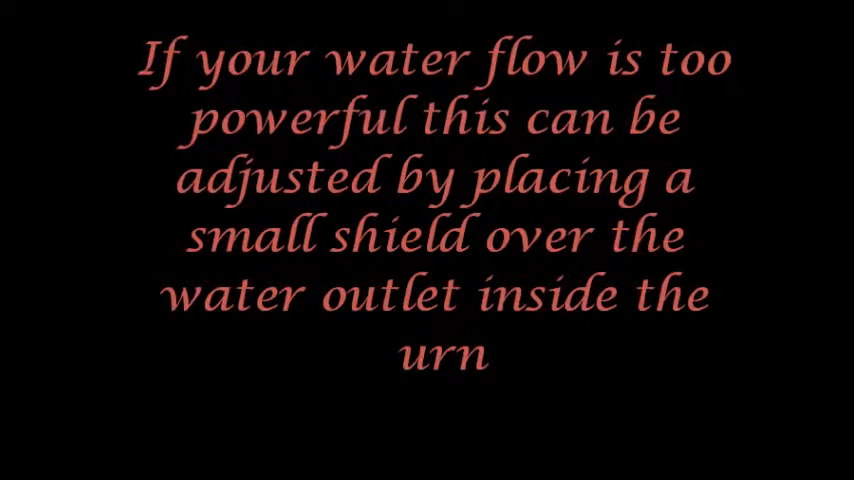 If your water flow is too
powerful this can be
adjusted by placing a
small shield over the
water outlet inside the
urn